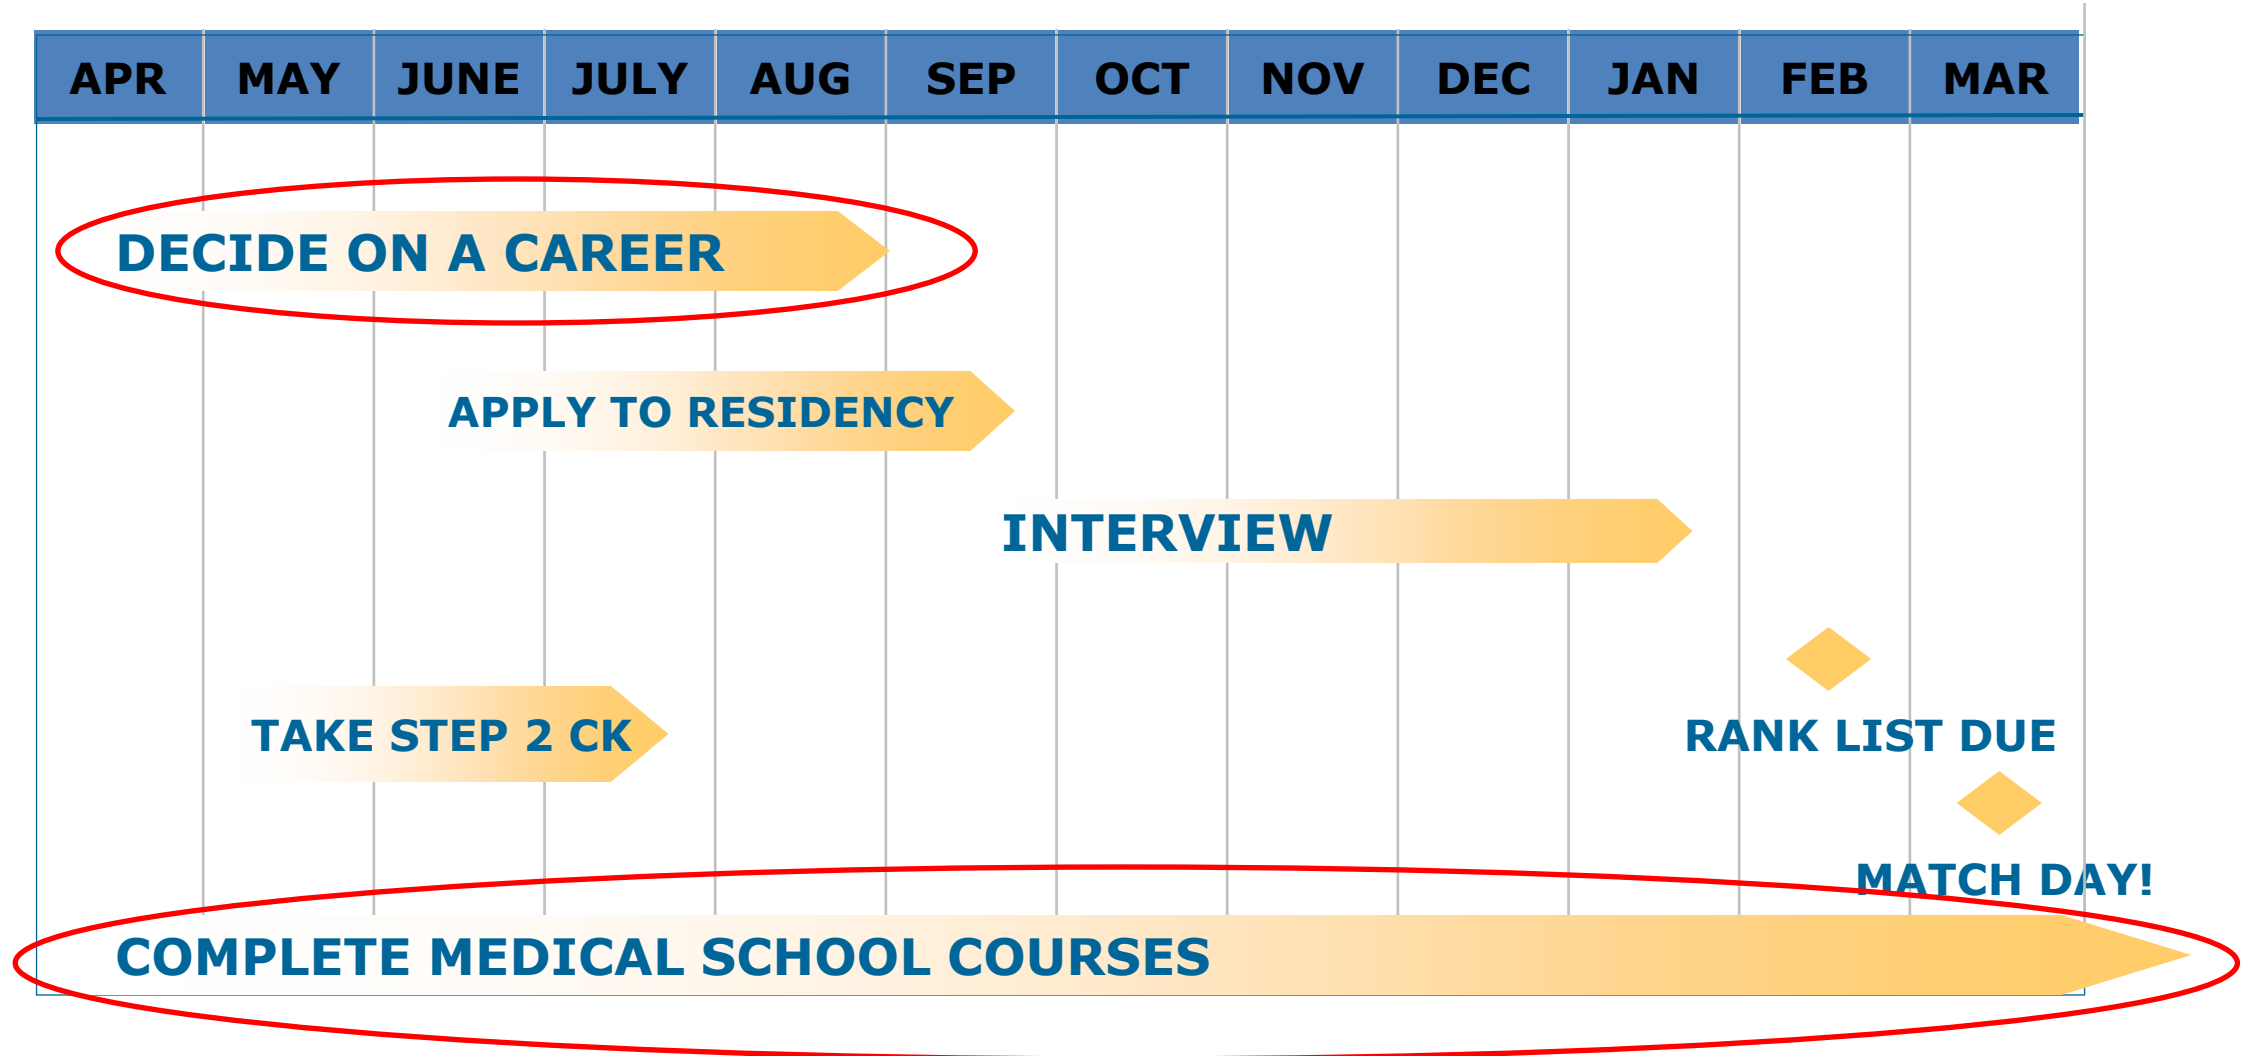 APR MAY JUNE JULY AUG SEP OCT NOV DEC JAN FEB MAR
DECIDE ON A CAREER
APPLY TO RESIDENCY
INTERVIEW
TAKE STEP 2 CK
RANK LIST DUE
MATCH DAY!
COMPLETE MEDICAL SCHOOL COURSES